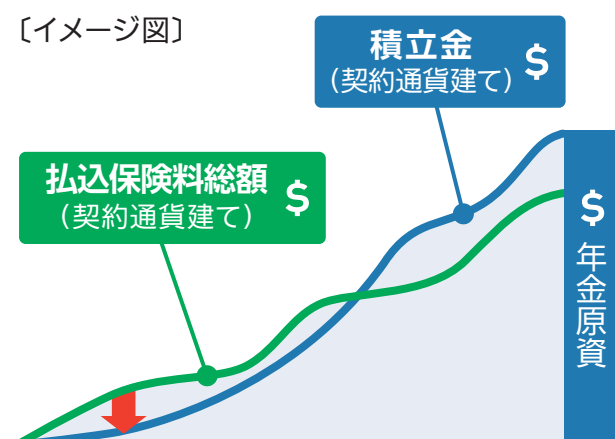 〔イメージ図〕
積立金
（契約通貨建て）
$
払込保険料総額
（契約通貨建て）
$
$
年金原資